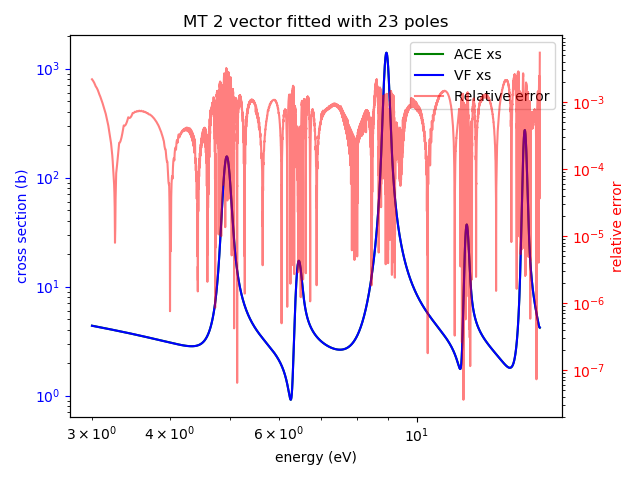 MT 2 vector fitted with 23 poles
ACE xs
VF xs
Relative error
cross section (b)
10³
10²
10¹
10⁰
relative error
10⁻³
10⁻⁴
10⁻⁵
10⁻⁶
10⁻⁷
3 × 10⁰ 4 × 10⁰ 6 × 10⁰ 10¹
energy (eV)